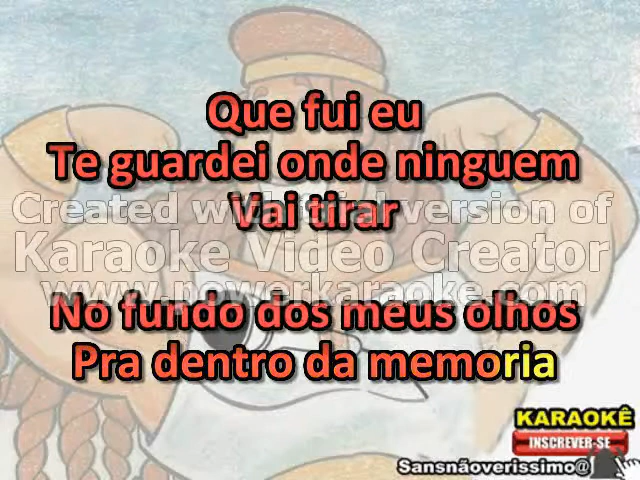 Que fui eu
Te guardei onde ninguem
Vai tirar
Created with trial version of
Karaoke Video Creator
www.powerkaraoke.com
No fundo dos meus olhos
Pra dentro da memoria
KARAOKÊ
INSCREVER-SE
Sansnãoverissimo@